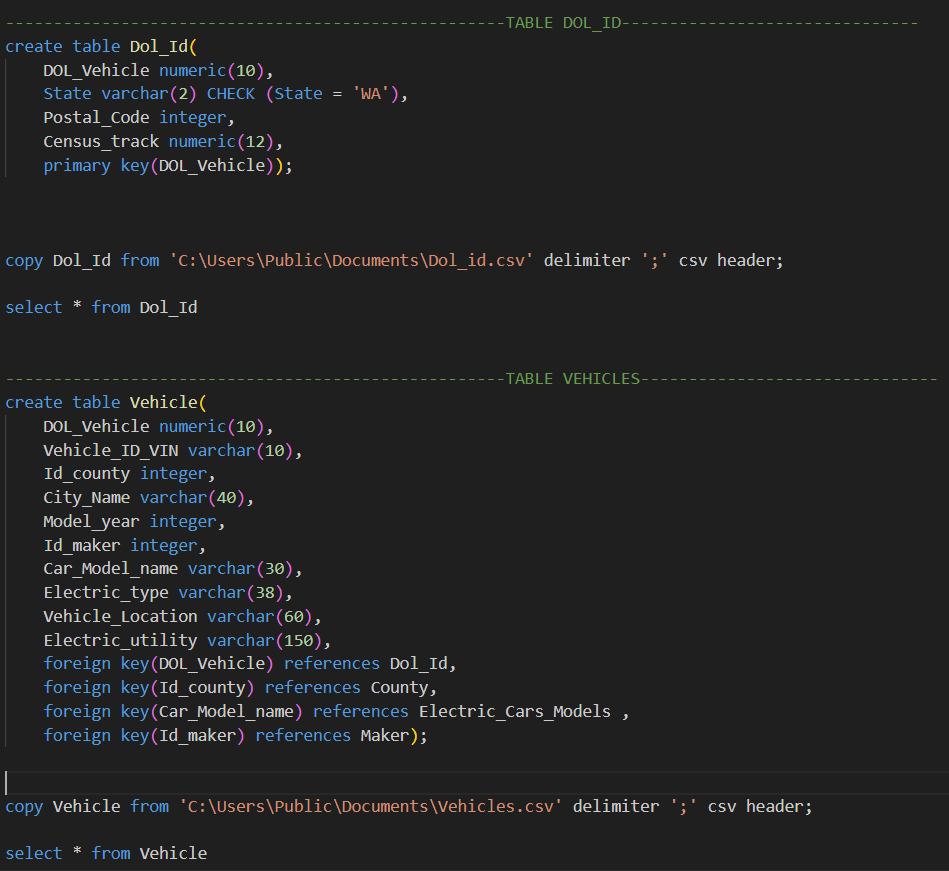 ----------------------------------------------------TABLE DOL_ID-------------------------------
create table Dol_Id(
    DOL_Vehicle numeric(10),
    State varchar(2) CHECK (State = 'WA'),
    Postal_Code integer,
    Census_track numeric(12),
    primary key(DOL_Vehicle));
copy Dol_Id from 'C:\Users\Public\Documents\Dol_id.csv' delimiter ';' csv header;
select * from Dol_Id
----------------------------------------------------TABLE VEHICLES-------------------------------
create table Vehicle(
    DOL_Vehicle numeric(10),
    Vehicle_ID_VIN varchar(10),
    Id_county integer,
    City_Name varchar(40),
    Model_year integer,
    Id_maker integer,
    Car_Model_name varchar(30),
    Electric_type varchar(38),
    Vehicle_Location varchar(60),
    Electric_utility varchar(150),
    foreign key(DOL_Vehicle) references Dol_Id,
    foreign key(Id_county) references County,
    foreign key(Car_Model_name) references Electric_Cars_Models ,
    foreign key(Id_maker) references Maker);
copy Vehicle from 'C:\Users\Public\Documents\Vehicles.csv' delimiter ';' csv header;
select * from Vehicle